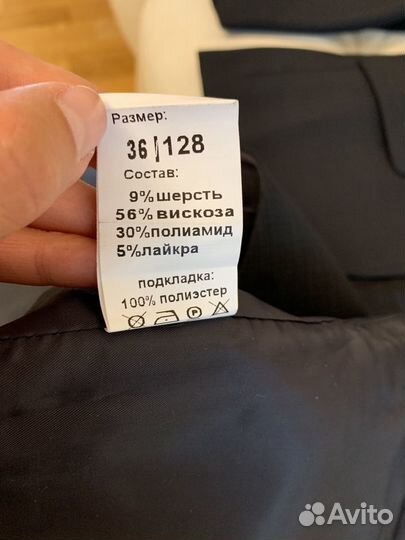 Размер:
36|128
Состав:
9%шерсть
56%вискоза
30%полиамид
5%лайкра
подкладка:
100% полиэстер
P
Avito